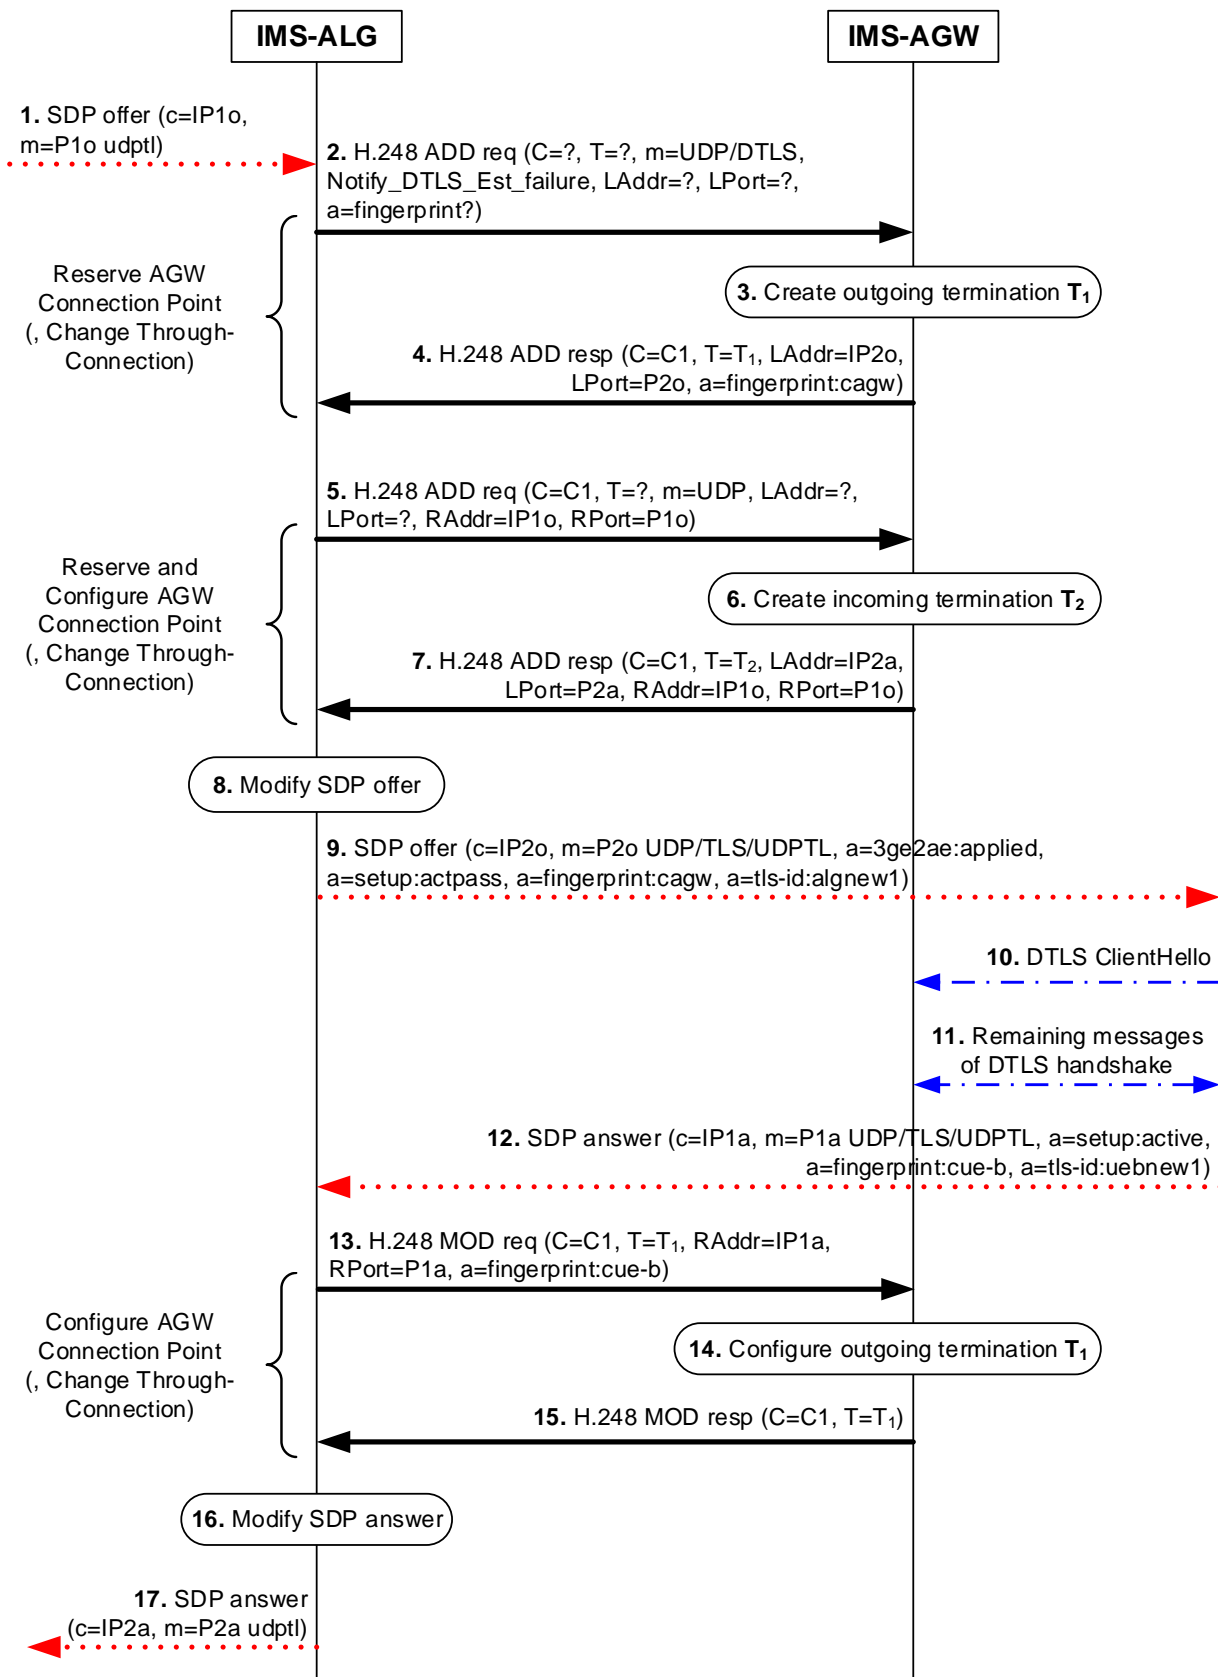 IMS-ALG
IMS-AGW
1. SDP offer (c=IP1o,
m=P1o udptl)
2. H.248 ADD req (C=?, T=?, m=UDP/DTLS,
Notify_DTLS_Est_failure, LAddr=?, LPort=?,
a=fingerprint?)
Reserve AGW
Connection Point
(, Change Through-
Connection)
3. Create outgoing termination T1
4. H.248 ADD resp (C=C1, T=T1, LAddr=IP2o,
LPort=P2o, a=fingerprint:cagw)
5. H.248 ADD req (C=C1, T=?, m=UDP, LAddr=?,
LPort=?, RAddr=IP1o, RPort=P1o)
Reserve and
Configure AGW
Connection Point
(, Change Through-
Connection)
6. Create incoming termination T2
7. H.248 ADD resp (C=C1, T=T2, LAddr=IP2a,
LPort=P2a, RAddr=IP1o, RPort=P1o)
8. Modify SDP offer
9. SDP offer (c=IP2o, m=P2o UDP/TLS/UDPTL, a=3ge2ae:applied,
a=setup:actpass, a=fingerprint:cagw, a=tls-id:algnew1)
10. DTLS ClientHello
11. Remaining messages
of DTLS handshake
12. SDP answer (c=IP1a, m=P1a UDP/TLS/UDPTL, a=setup:active,
a=fingerprint:cue-b, a=tls-id:uebnew1)
13. H.248 MOD req (C=C1, T=T1, RAddr=IP1a,
RPort=P1a, a=fingerprint:cue-b)
Configure AGW
Connection Point
(, Change Through-
Connection)
14. Configure outgoing termination T1
15. H.248 MOD resp (C=C1, T=T1)
16. Modify SDP answer
17. SDP answer
(c=IP2a, m=P2a udptl)